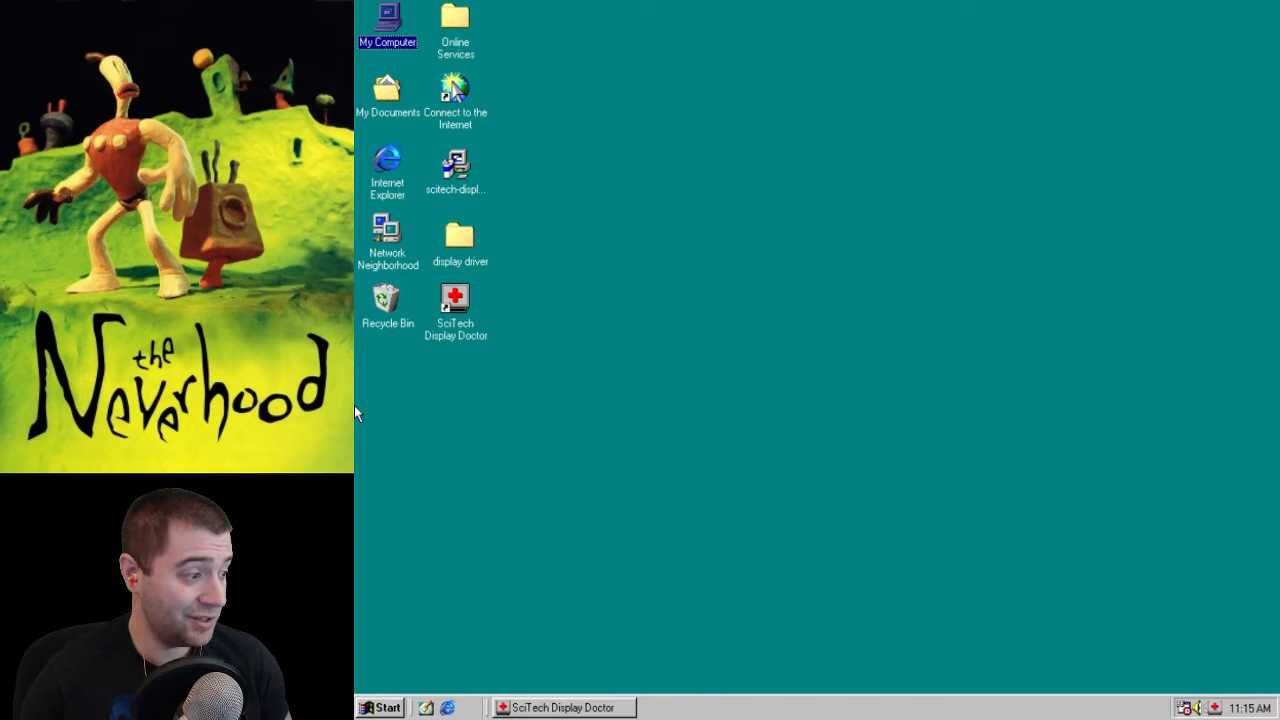 the
Neverhood
My Computer
Online
Services
My Documents
Connect to the
Internet
Internet
Explorer
scitech-displ...
Network
Neighborhood
display driver
Recycle Bin
SciTech
Display Doctor
Start
SciTech Display Doctor
11:15 AM